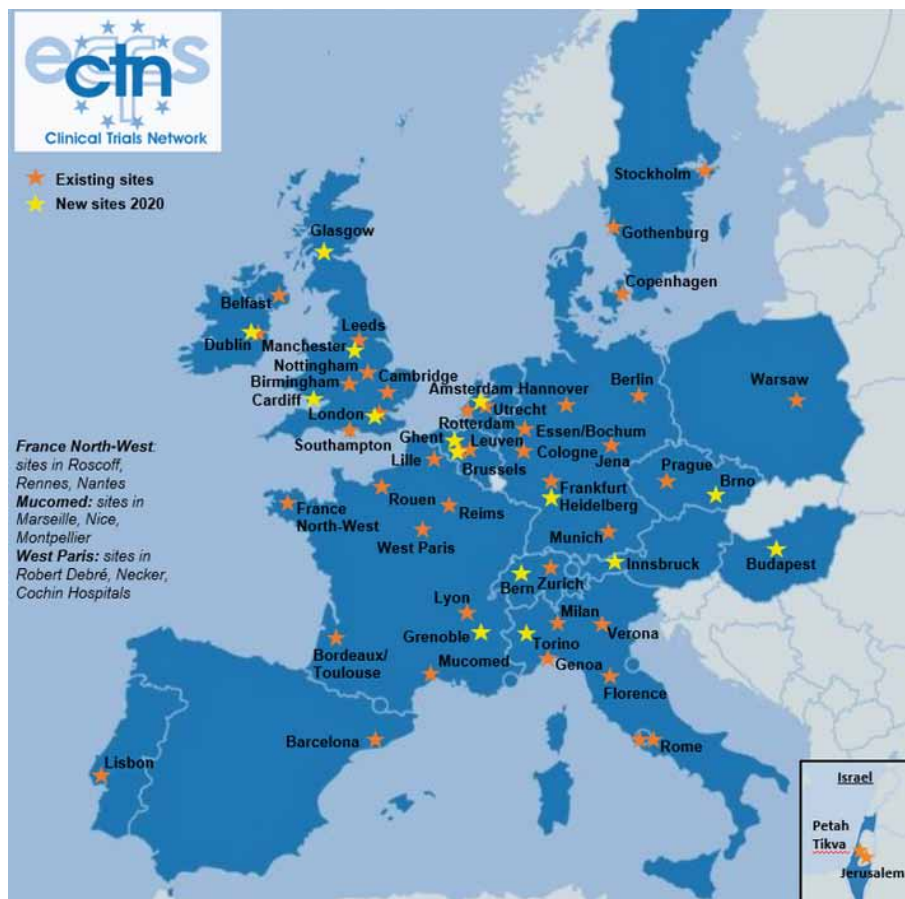 ecfs
ctn
Clinical Trials Network
Existing sites
New sites 2020
Stockholm
Glasgow
Gothenburg
Copenhagen
Belfast
Leeds
Dublin
Manchester
Nottingham
Cambridge
Birmingham
Amsterdam
Hannover
Berlin
Warsaw
Cardiff
London
Utrecht
Rotterdam
Essen/Bochum
Southampton
Ghent
Leuven
Cologne
Jena
Lille
Brussels
Prague
Brno
France North-West:
sites in Roscoff,
Rennes, Nantes
Mucomed: sites in
Marseille, Nice,
Montpellier
West Paris: sites in
Robert Debré, Necker,
Cochin Hospitals
Rouen
Reims
Frankfurt
Heidelberg
France
North-West
West Paris
Munich
Innsbruck
Budapest
Bern
Zurich
Lyon
Milan
Grenoble
Torino
Verona
Bordeaux/
Toulouse
Mucomed
Genoa
Florence
Barcelona
Rome
Lisbon
Israel
Petah
Tikva
Jerusalem